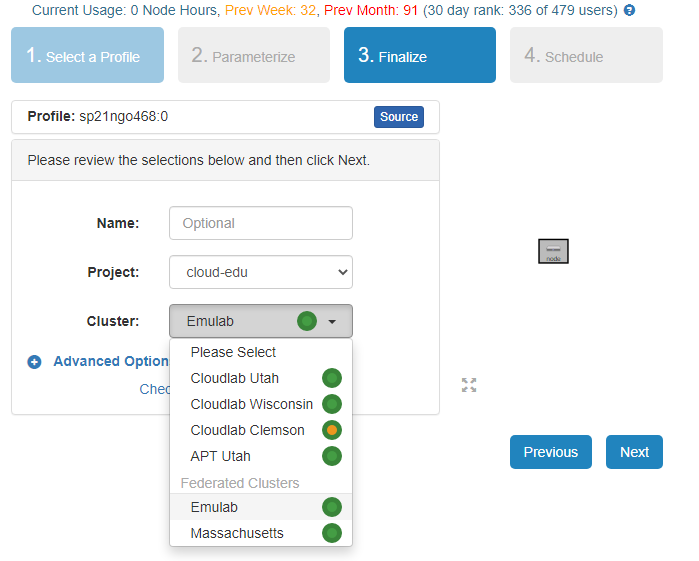 Current Usage: 0 Node Hours, Prev Week: 32, Prev Month: 91 (30 day rank: 336 of 479 users) ?
1. Select a Profile
2. Parameterize
3. Finalize
4. Schedule
Profile: sp21ngo468:0
Source
Please review the selections below and then click Next.
Name: Optional
Project: cloud-edu
Cluster: Emulab
Please Select
Advanced Option
Cloudlab Utah
Chec
Cloudlab Wisconsin
Cloudlab Clemson
APT Utah
Federated Clusters
Emulab
Massachusetts
node
Previous
Next